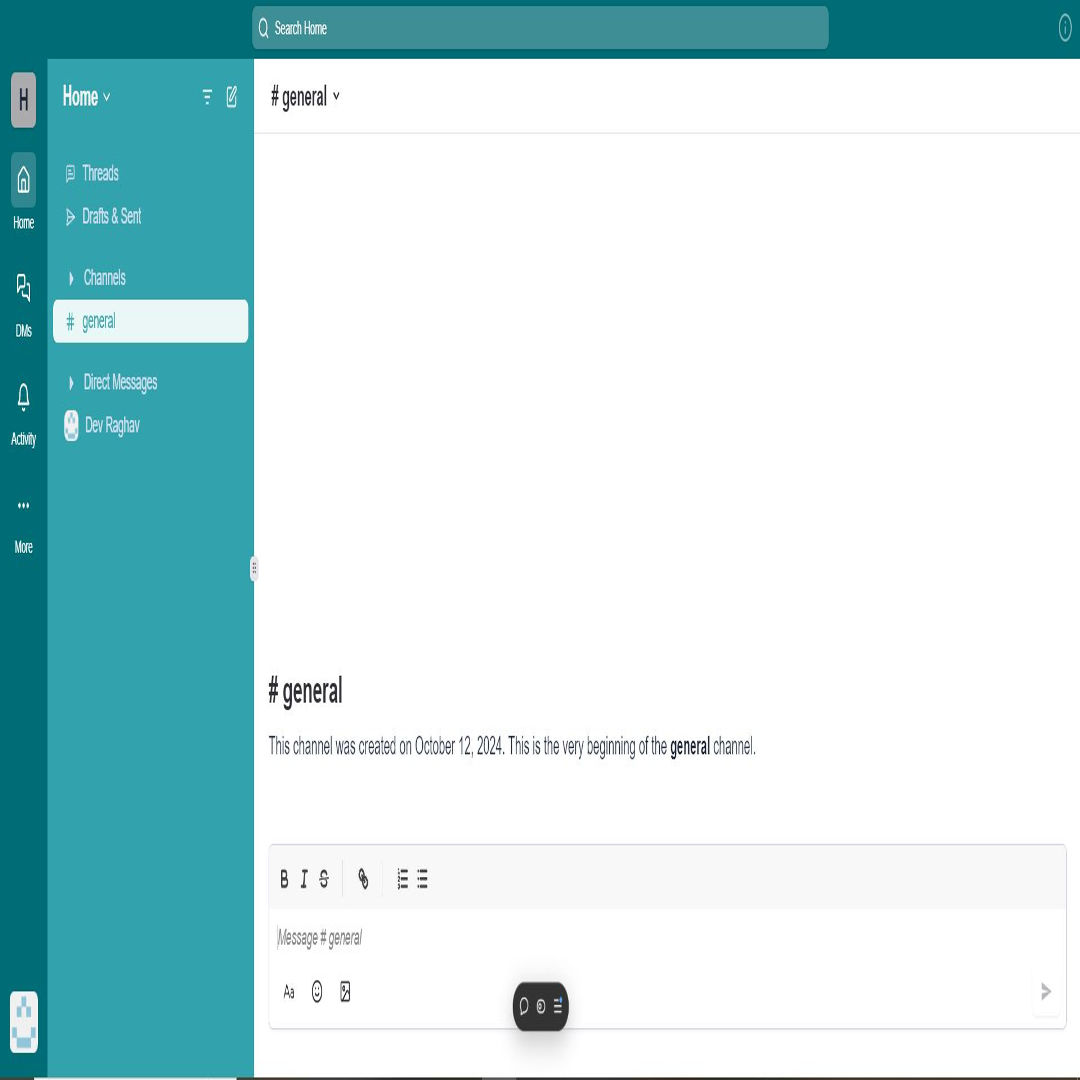 Search Home
H
Home
DMs
Activity
More
Home
Threads
Drafts & Sent
Channels
# general
Direct Messages
Dev Raghav
# general
# general
This channel was created on October 12, 2024. This is the very beginning of the general channel.
B I S
Message # general
Aa